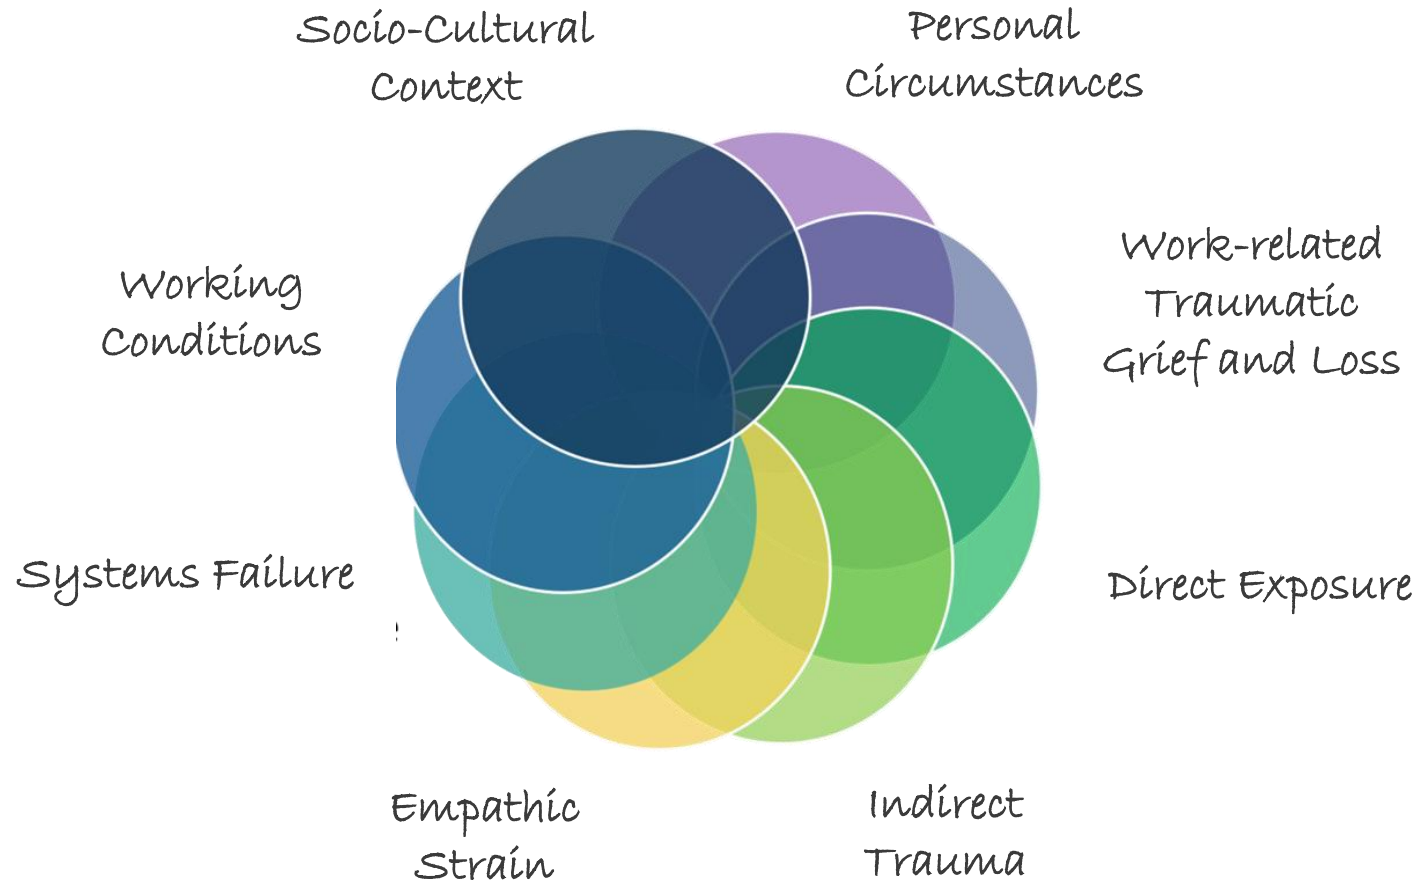 Socio-Cultural
Context
Personal
Circumstances
Work-related
Traumatic
Grief and Loss
Working
Conditions
Systems Failure
Direct Exposure
Empathic
Strain
Indirect
Trauma